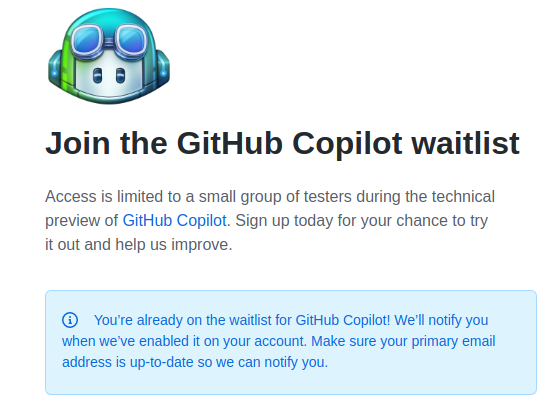 Join the GitHub Copilot waitlist
Access is limited to a small group of testers during the technical
preview of GitHub Copilot. Sign up today for your chance to try
it out and help us improve.
You’re already on the waitlist for GitHub Copilot! We’ll notify you
when we’ve enabled it on your account. Make sure your primary email
address is up-to-date so we can notify you.